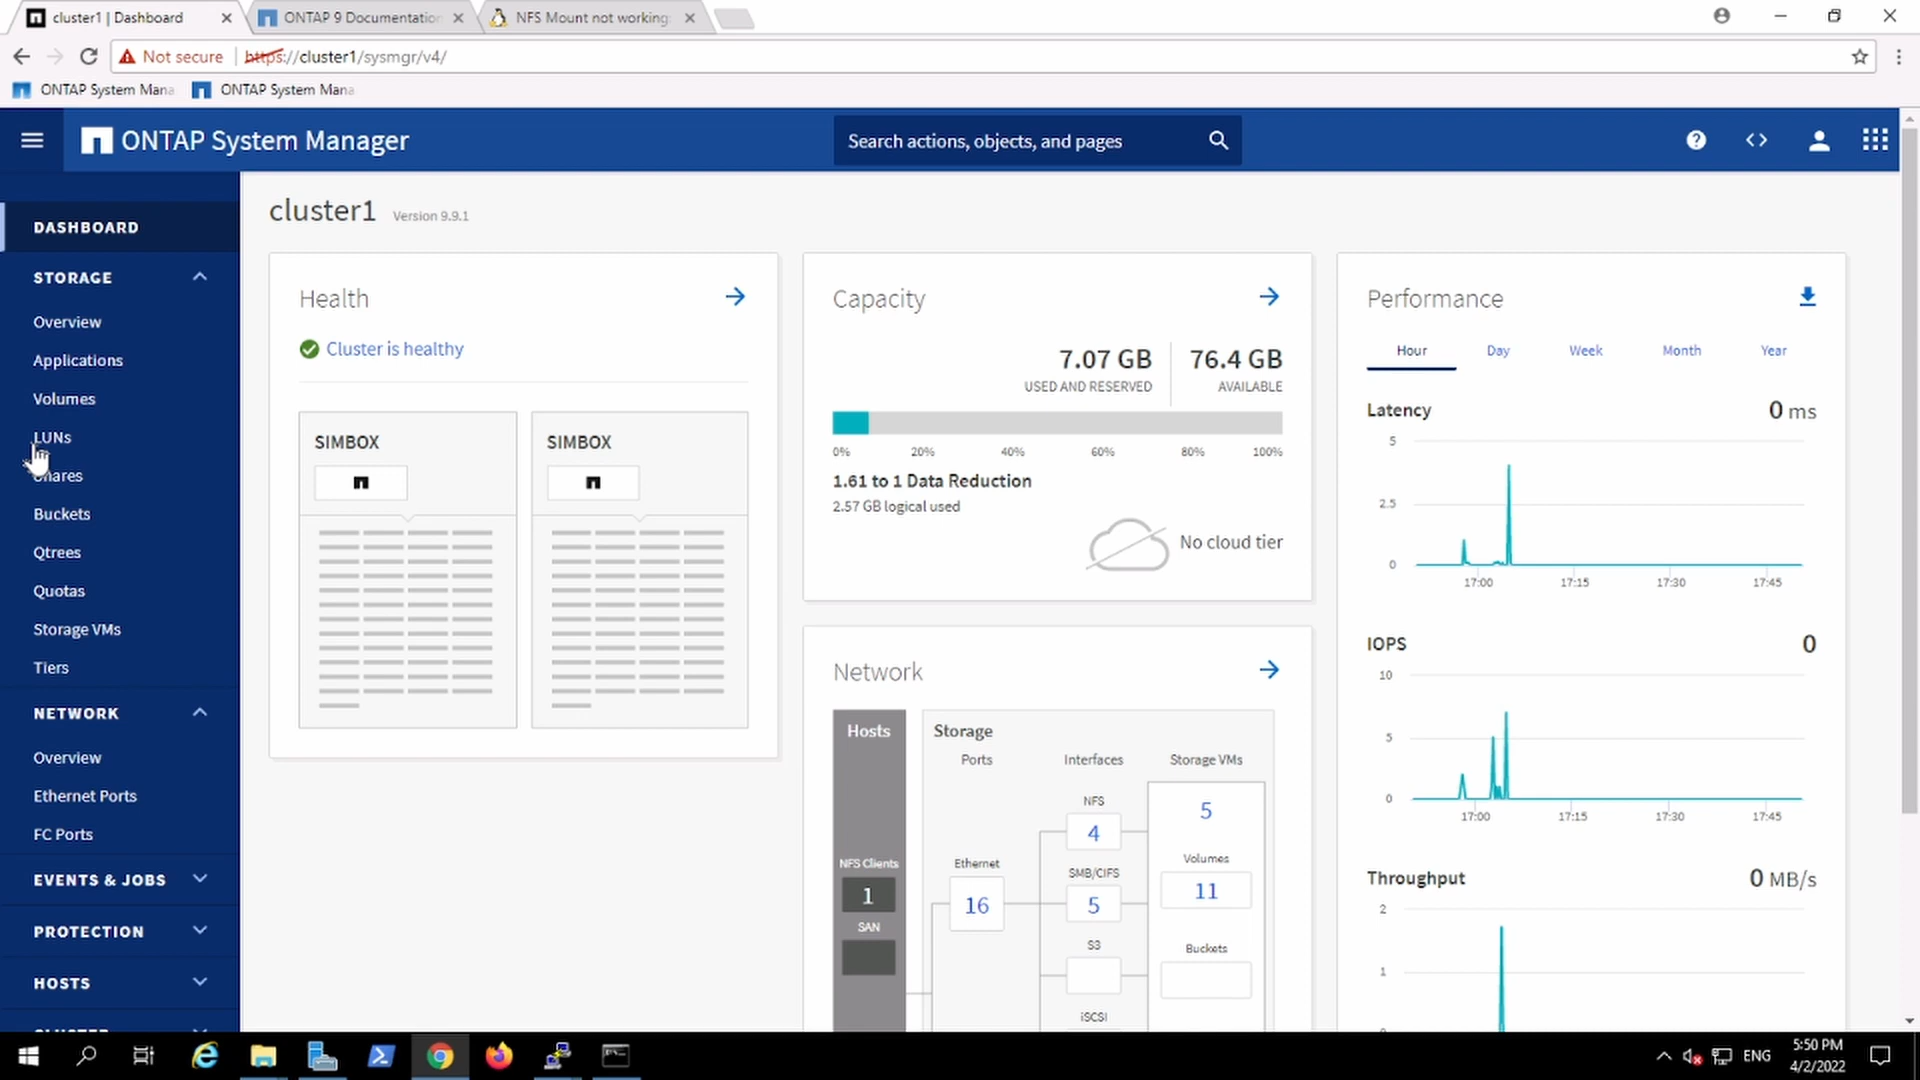 cluster1 | Dashboard
ONTAP 9 Documentation
NFS Mount not working
Not secure
https://cluster1/sysmgr/v4/
ONTAP System Mana
ONTAP System Mana
ONTAP System Manager
Search actions, objects, and pages
DASHBOARD
STORAGE
Overview
Applications
Volumes
LUNs
Shares
Buckets
Qtrees
Quotas
Storage VMs
Tiers
NETWORK
Overview
Ethernet Ports
FC Ports
EVENTS & JOBS
PROTECTION
HOSTS
CLUSTER
cluster1 Version 9.9.1
Health
Cluster is healthy
SIMBOX
SIMBOX
Capacity
7.07 GB
USED AND RESERVED
76.4 GB
AVAILABLE
0% 20% 40% 60% 80% 100%
1.61 to 1 Data Reduction
2.57 GB logical used
No cloud tier
Network
Hosts
NFS Clients
1
SAN
Storage
Ports
Interfaces
Storage VMs
Ethernet
16
NFS
4
SMB/CIFS
5
S3
iSCSI
5
Volumes
11
Buckets
Performance
Hour Day Week Month Year
Latency
0 ms
5
2.5
0
17:00 17:15 17:30 17:45
IOPS
0
10
5
0
17:00 17:15 17:30 17:45
Throughput
0 MB/s
2
1
0
ENG
5:50 PM
4/2/2022